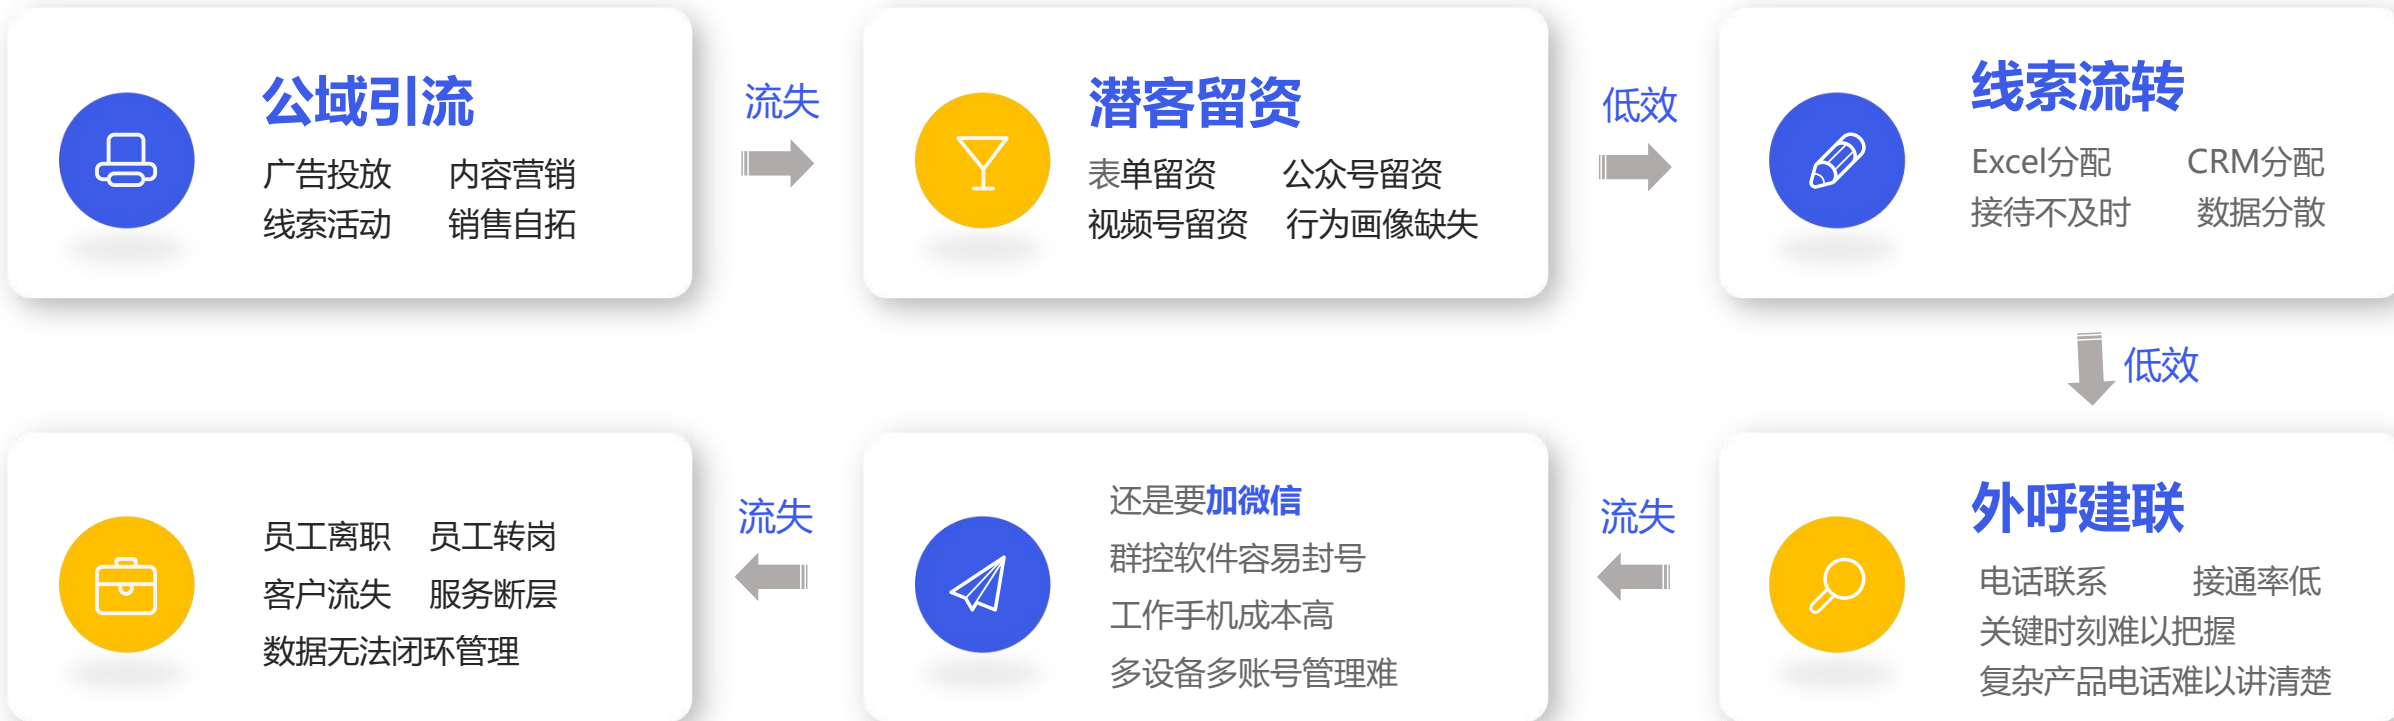 公域引流
广告投放 内容营销
线索活动 销售自拓
流失
潜客留资
表单留资 公众号留资
视频号留资 行为画像缺失
低效
线索流转
Excel分配 CRM分配
接待不及时 数据分散
低效
外呼建联
电话联系 接通率低
关键时刻难以把握
复杂产品电话难以讲清楚
流失
还是要加微信
群控软件容易封号
工作手机成本高
多设备多账号管理难
流失
员工离职 员工转岗
客户流失 服务断层
数据无法闭环管理